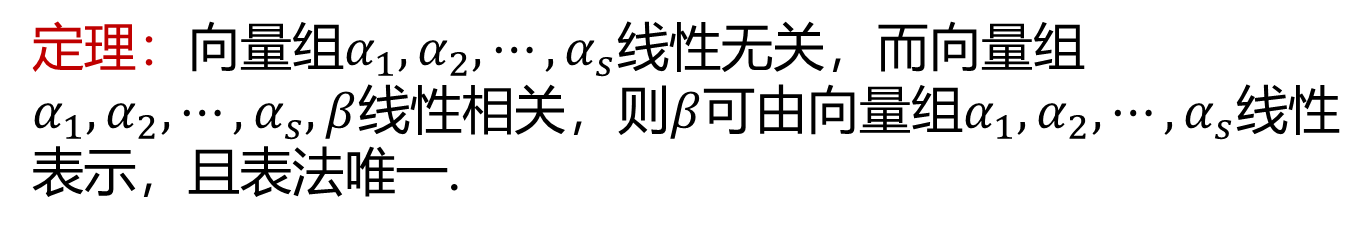 定理：向量组α₁, α₂, ⋯ , αₛ线性无关，而向量组
α₁, α₂, ⋯ , αₛ, β线性相关，则β可由向量组α₁, α₂, ⋯ , αₛ线性
表示，且表法唯一.